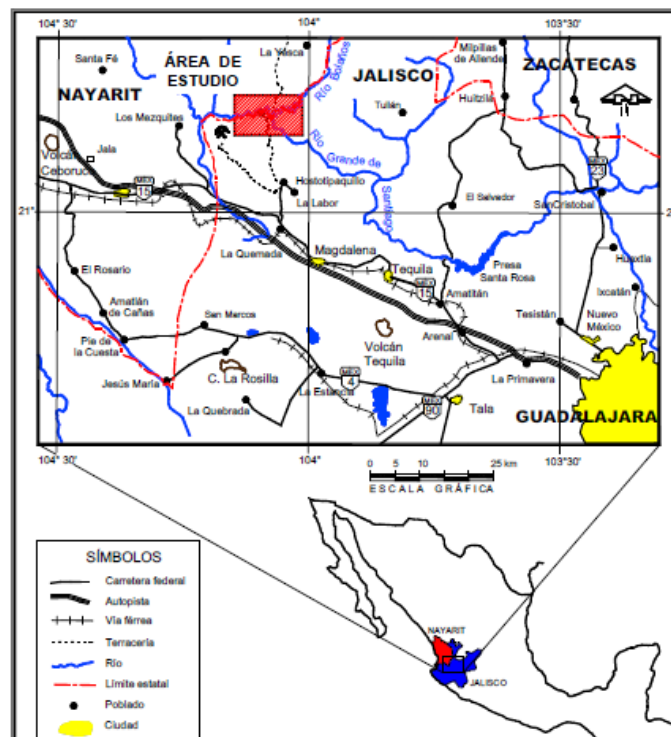 104° 30'
104°
103°30'
Santa Fé
ÁREA DE
ESTUDIO
La Yesca
Milpillas
de Allende
ZACATECAS
NAYARIT
JALISCO
Río Bolaños
Huitzila
Los Mezquites
Tuilán
Río
Grande de
Santiago
Volcán
Ceboruco
Jala
MEX
15
Hostotipaquillo
La Labor
El Salvador
MEX
23
SanCristobal
21°
La Quemada
Magdalena
Tequila
MEX
15
Presa
Santa Rosa
Huaxtla
Ixcatán
El Rosario
Amatlán
de Cañas
San Marcos
Amatitán
Tesistán
Nuevo
México
Pie de
la Cuesta
Volcán
Tequila
Arenal
Jesús María
C. La Rosilla
La Estancia
MEX
4
La Primavera
La Quebrada
MEX
90
Tala
GUADALAJARA
104° 30'
104°
103°30'
0 5 15 25 km
ESCALA GRÁFICA
SÍMBOLOS
Carretera federal
Autopista
Vía férrea
Terracería
Río
Límite estatal
Poblado
Ciudad
NAYARIT
JALISCO